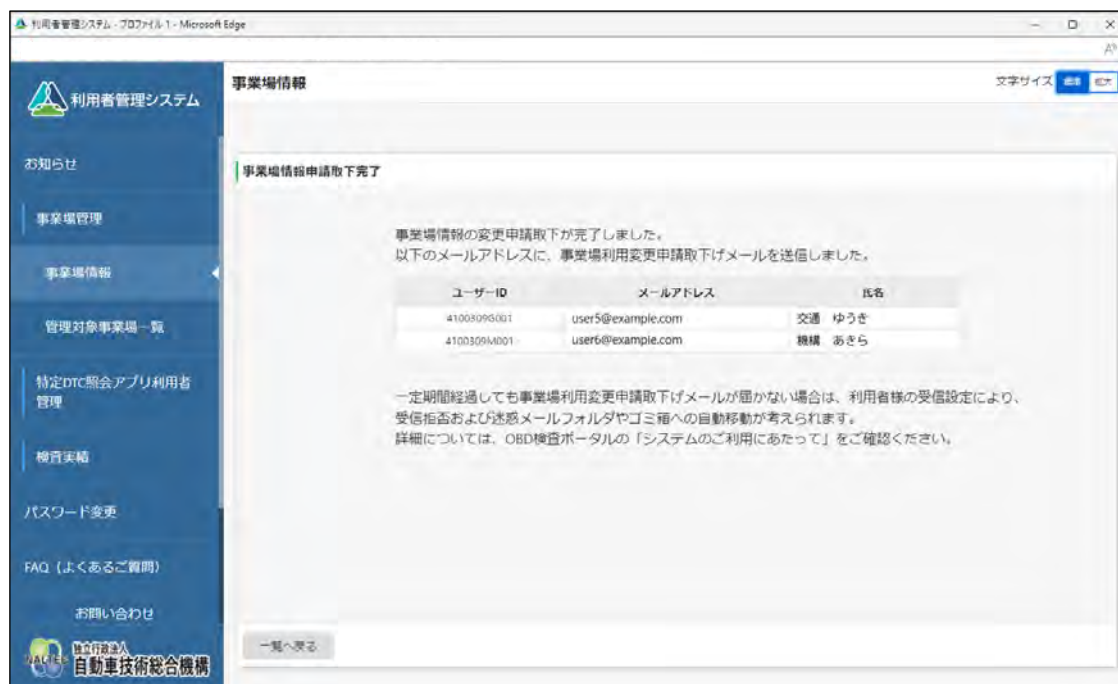 利用者管理システム - プロファイル 1 - Microsoft Edge
利用者管理システム
事業場情報
文字サイズ 標準 拡大
お知らせ
事業場管理
事業場情報
管理対象事業場一覧
特定DTC照会アプリ利用者
管理
検査実績
パスワード変更
FAQ（よくあるご質問）
お問い合わせ
独立行政法人
自動車技術総合機構
事業場情報申請取下完了
事業場情報の変更申請取下が完了しました。
以下のメールアドレスに、事業場利用変更申請取下げメールを送信しました。
ユーザーID メールアドレス 氏名
4100309G001 user5@example.com 交通 ゆうき
4100309M001 user6@example.com 機構 あきら
一定期間経過しても事業場利用変更申請取下げメールが届かない場合は、利用者様の受信設定により、
受信拒否および迷惑メールフォルダやゴミ箱への自動移動が考えられます。
詳細については、OBD検査ポータルの「システムのご利用にあたって」をご確認ください。
一覧へ戻る